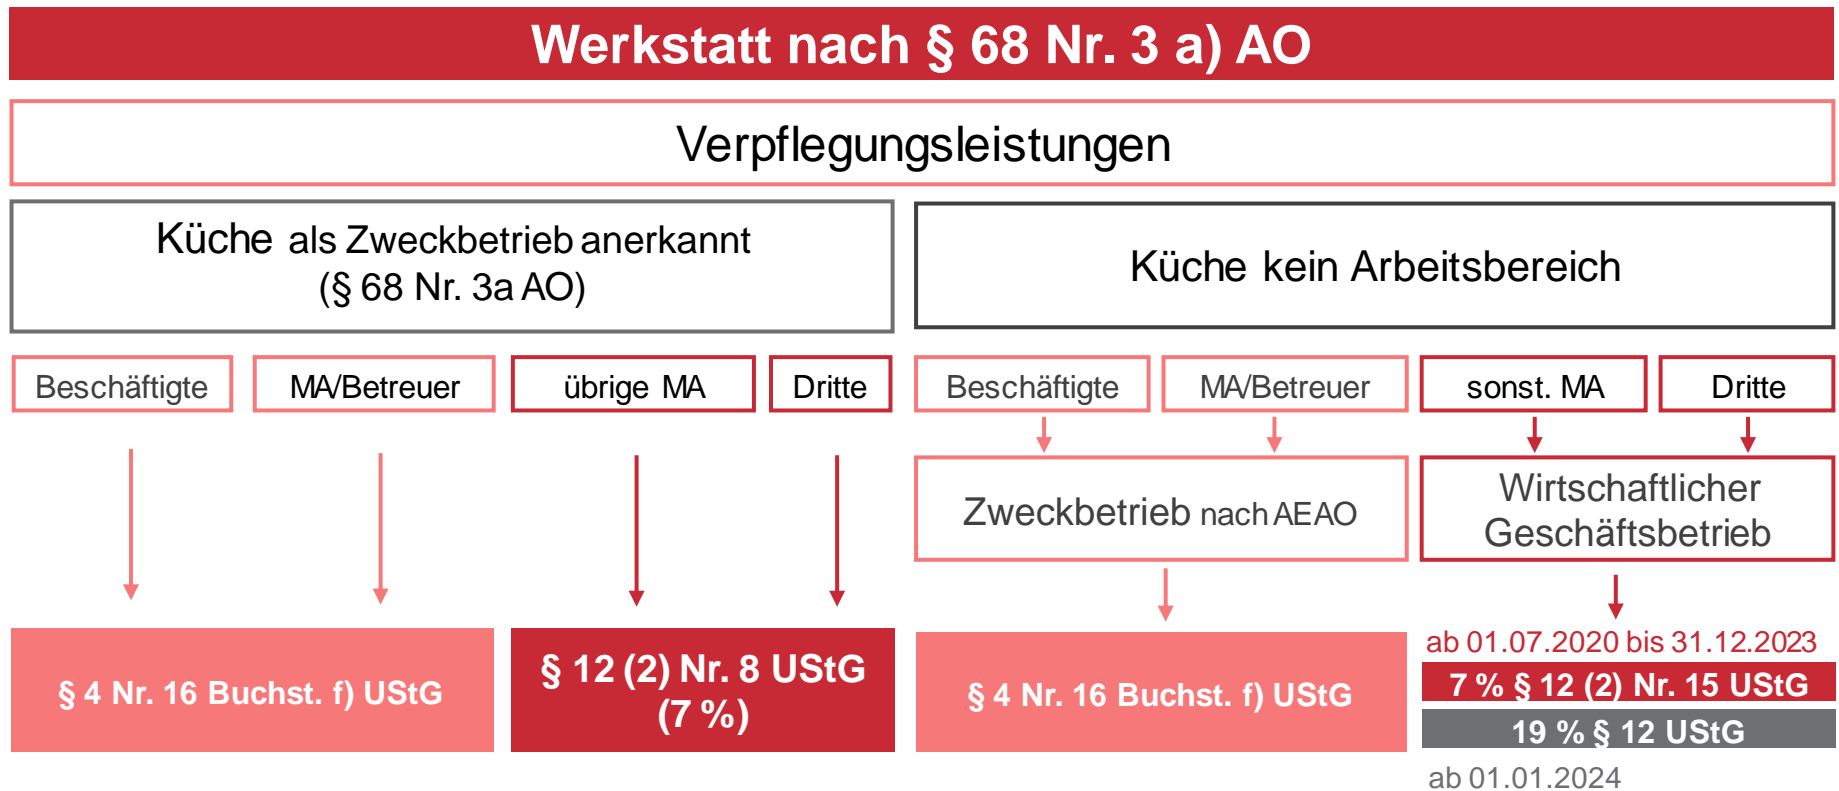 Werkstatt nach § 68 Nr. 3 a) AO
Verpflegungsleistungen
Küche als Zweckbetrieb anerkannt
(§ 68 Nr. 3a AO)
Küche kein Arbeitsbereich
Beschäftigte
MA/Betreuer
übrige MA
Dritte
Beschäftigte
MA/Betreuer
sonst. MA
Dritte
Zweckbetrieb nach AEAO
Wirtschaftlicher
Geschäftsbetrieb
§ 4 Nr. 16 Buchst. f) UStG
§ 12 (2) Nr. 8 UStG
(7 %)
§ 4 Nr. 16 Buchst. f) UStG
ab 01.07.2020 bis 31.12.2023
7 % § 12 (2) Nr. 15 UStG
19 % § 12 UStG
ab 01.01.2024